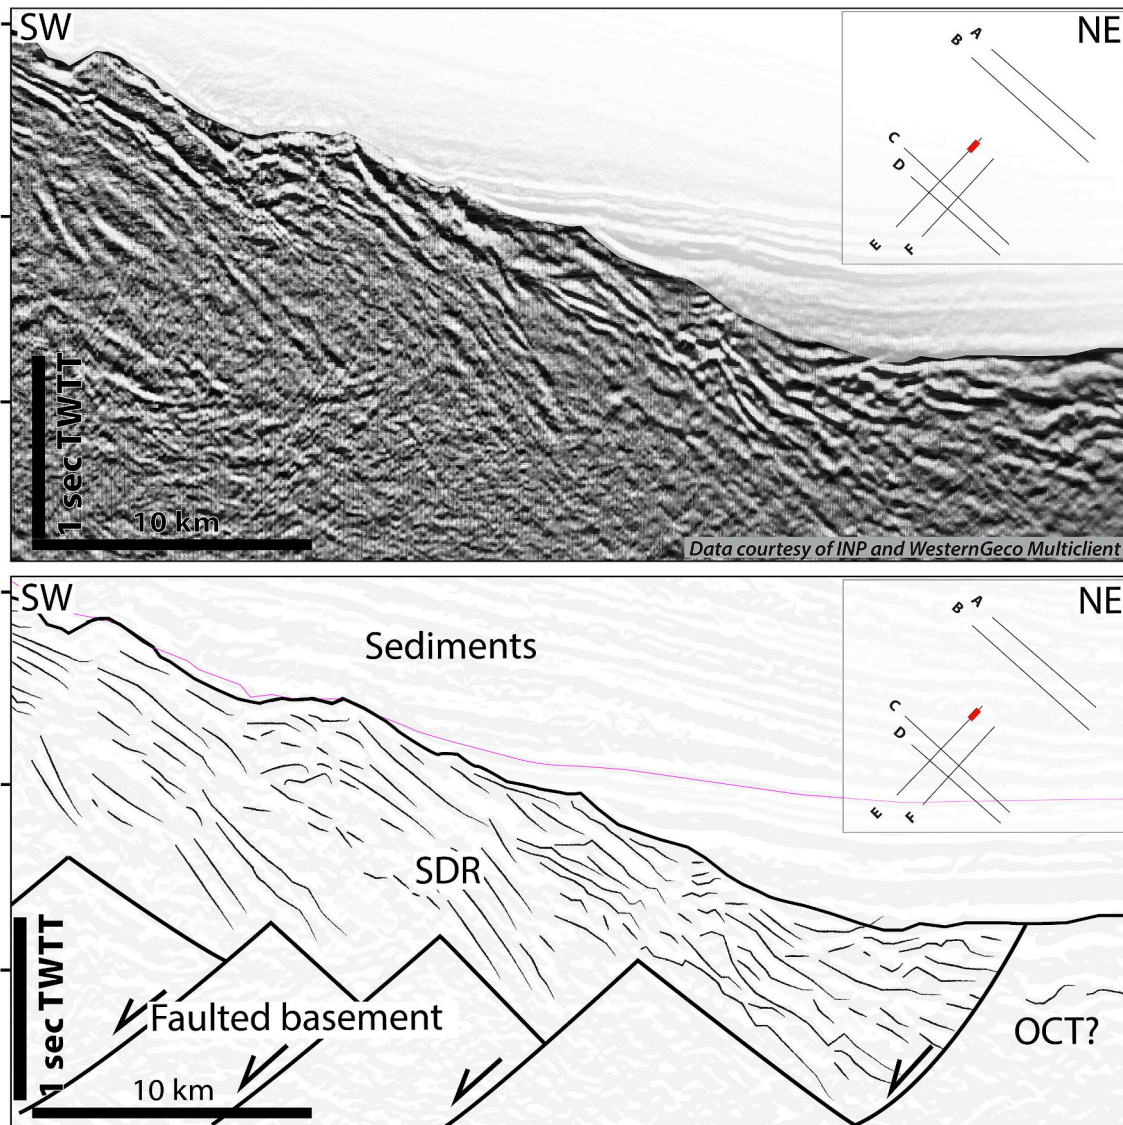 SW
NE
A
B
C
D
E
F
1 sec TWTT
10 km
Data courtesy of INP and WesternGeco Multiclient
SW
NE
Sediments
A
B
C
D
E
F
SDR
1 sec TWTT
Faulted basement
OCT?
10 km